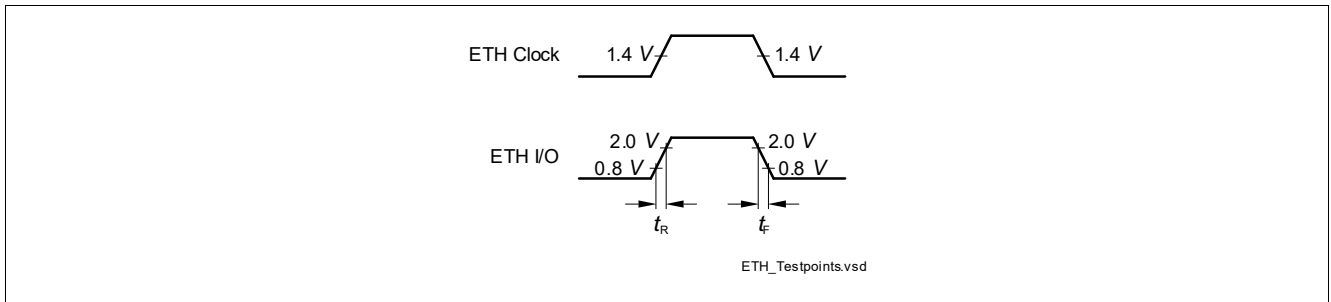 ETH Clock
1.4 V
1.4 V
ETH I/O
2.0 V
2.0 V
0.8 V
0.8 V
tR
tF
ETH_Testpoints.vsd